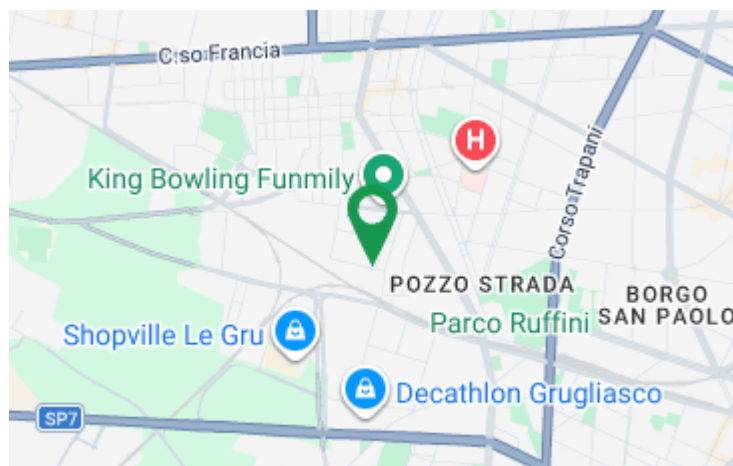 C.so Francia
H
King Bowling Funmily
Corso Trapani
POZZO STRADA
BORGO
SAN PAOLO
Parco Ruffini
Shopville Le Gru
Decathlon Grugliasco
SP7